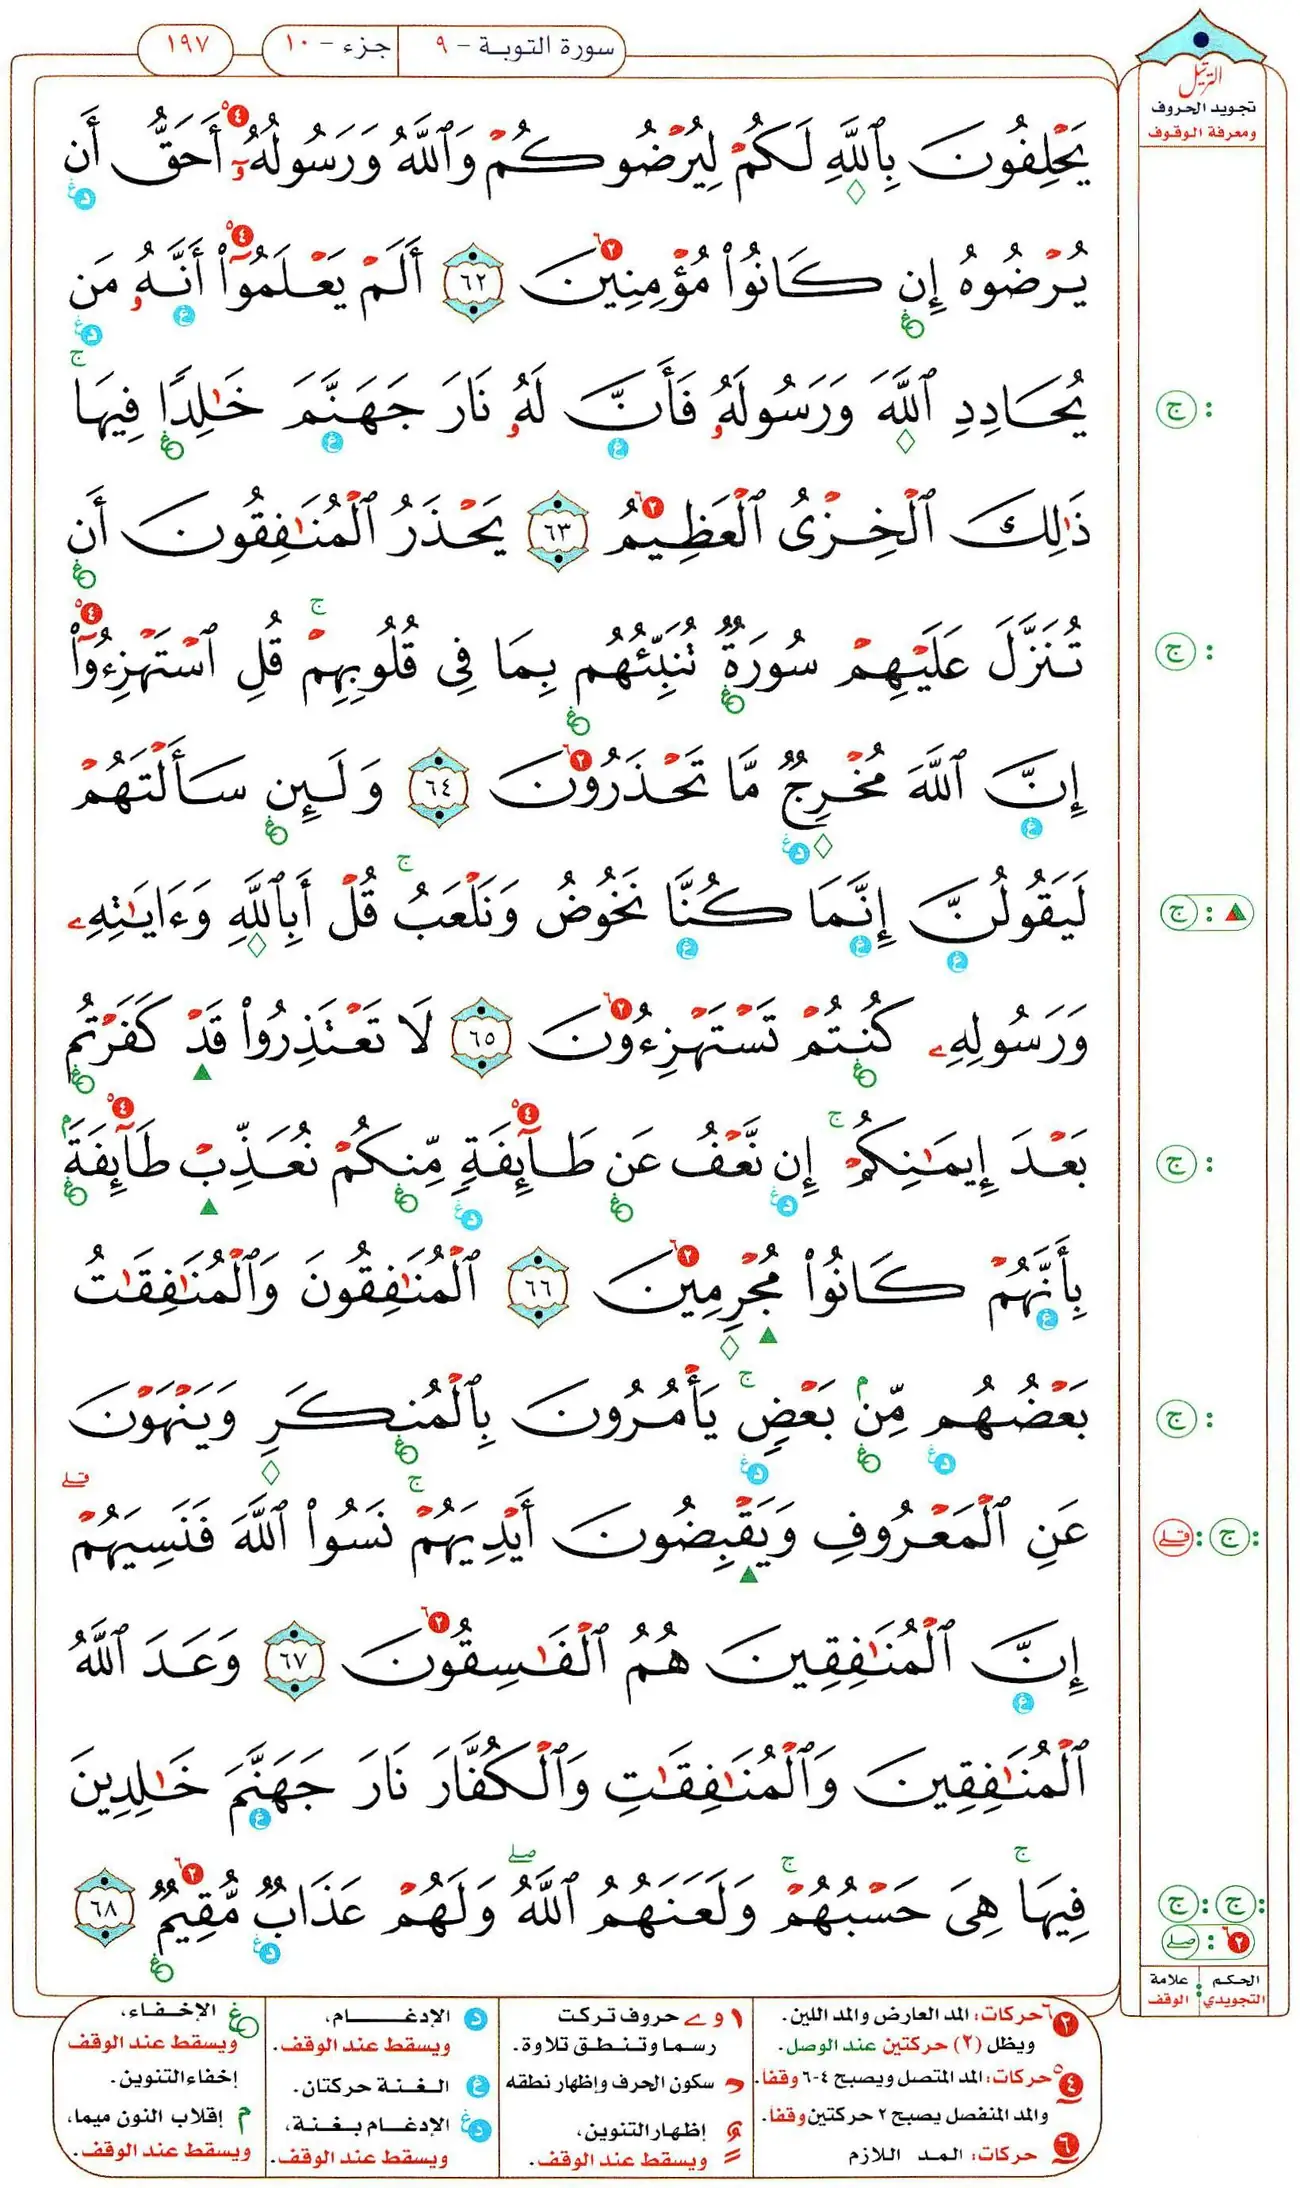 سورة التوبة - ٩
جزء - ١٠
١٩٧
الترتيل
تجويد الحروف
ومعرفة الوقوف
يَحْلِفُونَ بِٱللَّهِ لَكُمْ لِيُرْضُوكُمْ وَٱللَّهُ وَرَسُولُهُۥٓ أَحَقُّ أَن
يُرْضُوهُ إِن كَانُوا۟ مُؤْمِنِينَ ٦٢ أَلَمْ يَعْلَمُوٓا۟ أَنَّهُۥ مَن
يُحَادِدِ ٱللَّهَ وَرَسُولَهُۥ فَأَنَّ لَهُۥ نَارَ جَهَنَّمَ خَٰلِدًا فِيهَا ۚ
ذَٰلِكَ ٱلْخِزْىُ ٱلْعَظِيمُ ٦٣ يَحْذَرُ ٱلْمُنَٰفِقُونَ أَن
تُنَزَّلَ عَلَيْهِمْ سُورَةٌ تُنَبِّئُهُم بِمَا فِى قُلُوبِهِمْ ۚ قُلِ ٱسْتَهْزِءُوٓا۟
إِنَّ ٱللَّهَ مُخْرِجٌ مَّا تَحْذَرُونَ ٦٤ وَلَئِن سَأَلْتَهُمْ
لَيَقُولُنَّ إِنَّمَا كُنَّا نَخُوضُ وَنَلْعَبُ ۚ قُلْ أَبِٱللَّهِ وَءَايَٰتِهِۦ
وَرَسُولِهِۦ كُنتُمْ تَسْتَهْزِءُونَ ٦٥ لَا تَعْتَذِرُوا۟ قَدْ كَفَرْتُم
بَعْدَ إِيمَٰنِكُمْ ۚ إِن نَّعْفُ عَن طَآئِفَةٍ مِّنكُمْ نُعَذِّبْ طَآئِفَةًۢ
بِأَنَّهُمْ كَانُوا۟ مُجْرِمِينَ ٦٦ ٱلْمُنَٰفِقُونَ وَٱلْمُنَٰفِقَٰتُ
بَعْضُهُم مِّنۢ بَعْضٍ ۚ يَأْمُرُونَ بِٱلْمُنكَرِ وَيَنْهَوْنَ
عَنِ ٱلْمَعْرُوفِ وَيَقْبِضُونَ أَيْدِيَهُمْ ۚ نَسُوا۟ ٱللَّهَ فَنَسِيَهُمْ ۗ
إِنَّ ٱلْمُنَٰفِقِينَ هُمُ ٱلْفَٰسِقُونَ ٦٧ وَعَدَ ٱللَّهُ
ٱلْمُنَٰفِقِينَ وَٱلْمُنَٰفِقَٰتِ وَٱلْكُفَّارَ نَارَ جَهَنَّمَ خَٰلِدِينَ
فِيهَا ۚ هِىَ حَسْبُهُمْ ۚ وَلَعَنَهُمُ ٱللَّهُ ۖ وَلَهُمْ عَذَابٌ مُّقِيمٌ ٦٨
: ج
: ج
▲ : ج
: ج
: ج
: ج : قلى
: ج : ج
٢ ٦ : صلى
الحكم التجويدي : علامة الوقف
٢ ٦ حركات: المد العارض والمد اللين.
ويظل (٢) حركتين عند الوصل.
٤ ٥ حركات: المد المتصل ويصبح ٤-٦ وقفاً.
والمد المنفصل يصبح ٢ حركتين وقفاً.
٦ حركات: المد اللازم
ا و ے حروف تركت
رسما وتنطق تلاوة.
سكون الحرف وإظهار نطقه
إظهار التنوين،
ويسقط عند الوقف.
د الإدغام،
ويسقط عند الوقف.
غ الغنة حركتان.
دغ الإدغام بغنة،
ويسقط عند الوقف.
غ الإخفاء،
ويسقط عند الوقف
إخفاء التنوين.
م إقلاب النون ميما،
ويسقط عند الوقف.